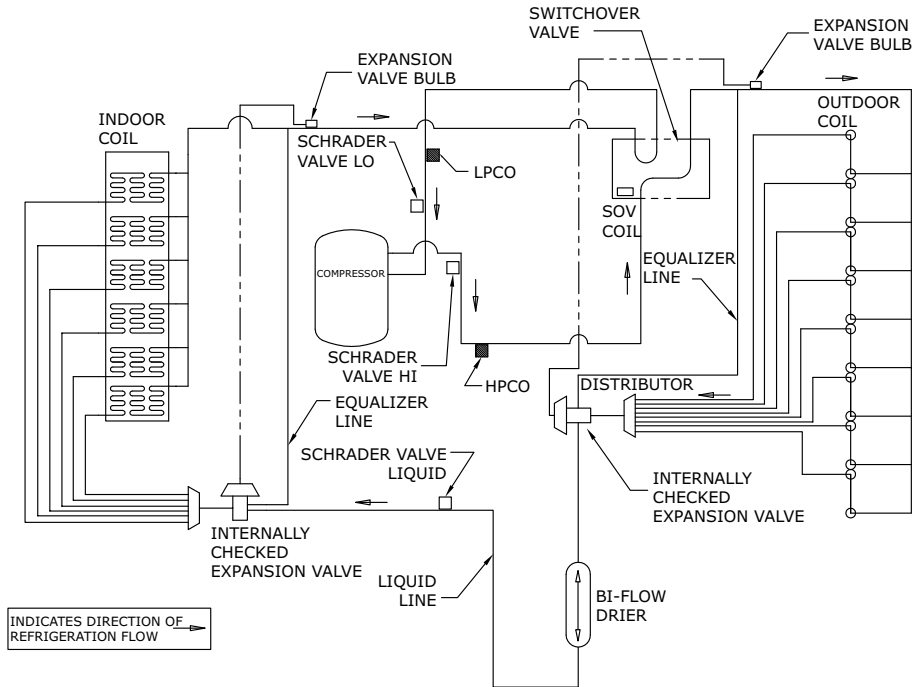 SWITCHOVER
VALVE
EXPANSION
VALVE BULB
EXPANSION
VALVE BULB
INDOOR
COIL
OUTDOOR
COIL
SCHRADER
VALVE LO
LPCO
SOV
COIL
COMPRESSOR
EQUALIZER
LINE
SCHRADER
VALVE HI
HPCO
DISTRIBUTOR
EQUALIZER
LINE
SCHRADER VALVE
LIQUID
INTERNALLY
CHECKED
EXPANSION VALVE
INTERNALLY
CHECKED
EXPANSION VALVE
LIQUID
LINE
BI-FLOW
DRIER
INDICATES DIRECTION OF
REFRIGERATION FLOW